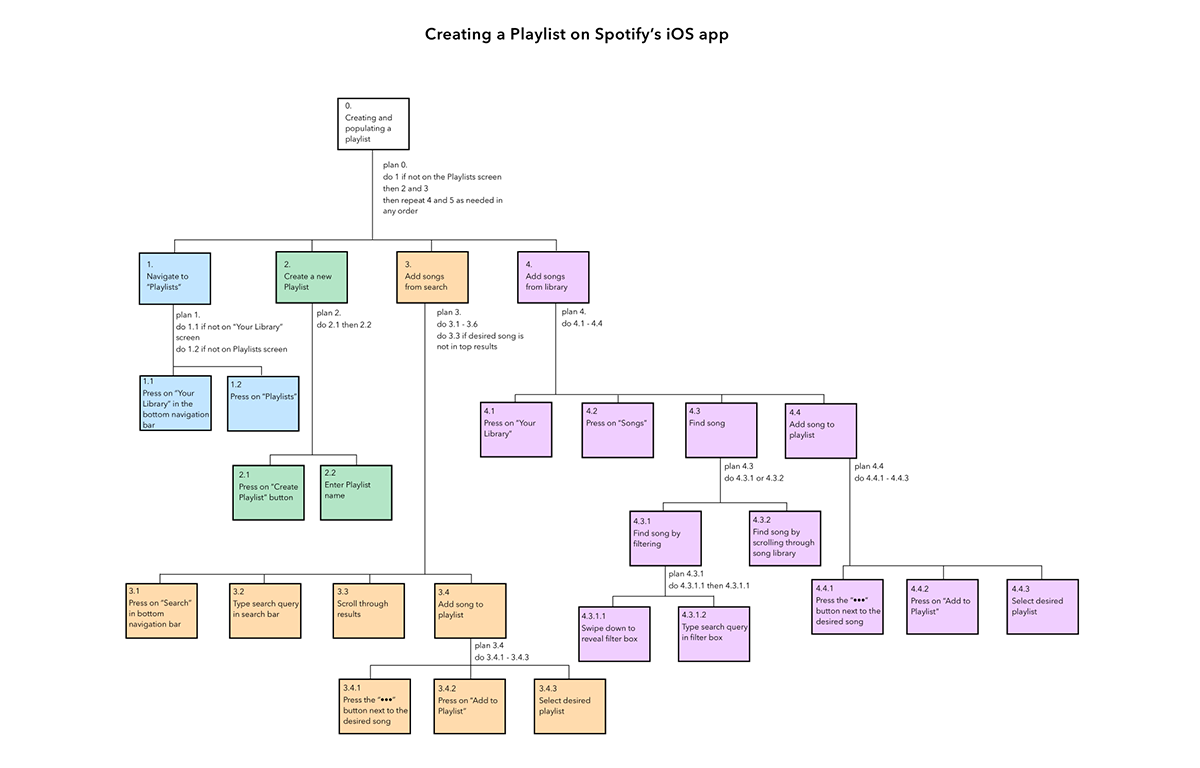 Creating a Playlist on Spotify’s iOS app
0.
Creating and
populating a
playlist
plan 0.
do 1 if not on the Playlists screen
then 2 and 3
then repeat 4 and 5 as needed in
any order
1.
Navigate to
“Playlists”
2.
Create a new
Playlist
3.
Add songs
from search
4.
Add songs
from library
plan 1.
do 1.1 if not on “Your Library”
screen
do 1.2 if not on Playlists screen
plan 2.
do 2.1 then 2.2
plan 3.
do 3.1 - 3.6
do 3.3 if desired song is
not in top results
plan 4.
do 4.1 - 4.4
1.1
Press on “Your
Library” in the
bottom navigation
bar
1.2
Press on “Playlists”
4.1
Press on “Your
Library”
4.2
Press on “Songs”
4.3
Find song
4.4
Add song to
playlist
2.1
Press on “Create
Playlist” button
2.2
Enter Playlist
name
plan 4.3
do 4.3.1 or 4.3.2
plan 4.4
do 4.4.1 - 4.4.3
4.3.1
Find song by
filtering
4.3.2
Find song by
scrolling through
song library
plan 4.3.1
do 4.3.1.1 then 4.3.1.1
3.1
Press on “Search”
in bottom
navigation bar
3.2
Type search query
in search bar
3.3
Scroll through
results
3.4
Add song to
playlist
4.3.1.1
Swipe down to
reveal filter box
4.3.1.2
Type search query
in filter box
4.4.1
Press the “•••”
button next to the
desired song
4.4.2
Press on “Add to
Playlist”
4.4.3
Select desired
playlist
plan 3.4
do 3.4.1 - 3.4.3
3.4.1
Press the “•••”
button next to the
desired song
3.4.2
Press on “Add to
Playlist”
3.4.3
Select desired
playlist